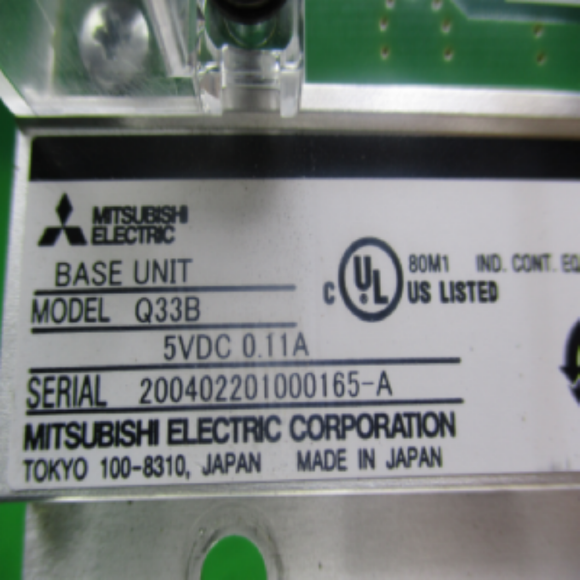 MITSUBISHI
ELECTRIC
BASE UNIT
MODEL Q33B
5VDC 0.11A
SERIAL 200402201000165-A
MITSUBISHI ELECTRIC CORPORATION
TOKYO 100-8310, JAPAN MADE IN JAPAN
C UL US LISTED
80M1 IND. CONT. EQ